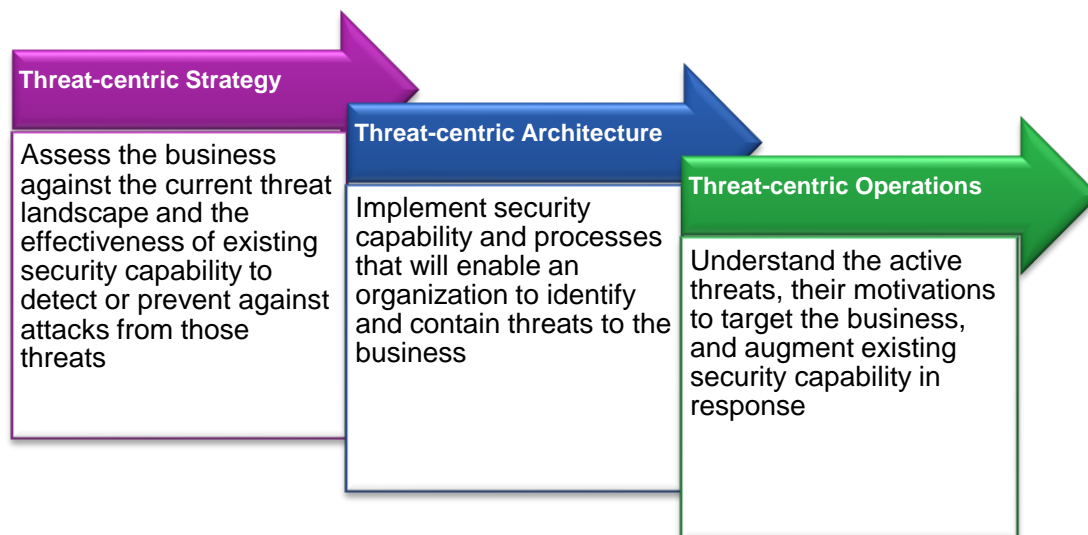 Threat-centric Strategy
Assess the business
against the current threat
landscape and the
effectiveness of existing
security capability to
detect or prevent against
attacks from those
threats
Threat-centric Architecture
Implement security
capability and processes
that will enable an
organization to identify
and contain threats to the
business
Threat-centric Operations
Understand the active
threats, their motivations
to target the business,
and augment existing
security capability in
response